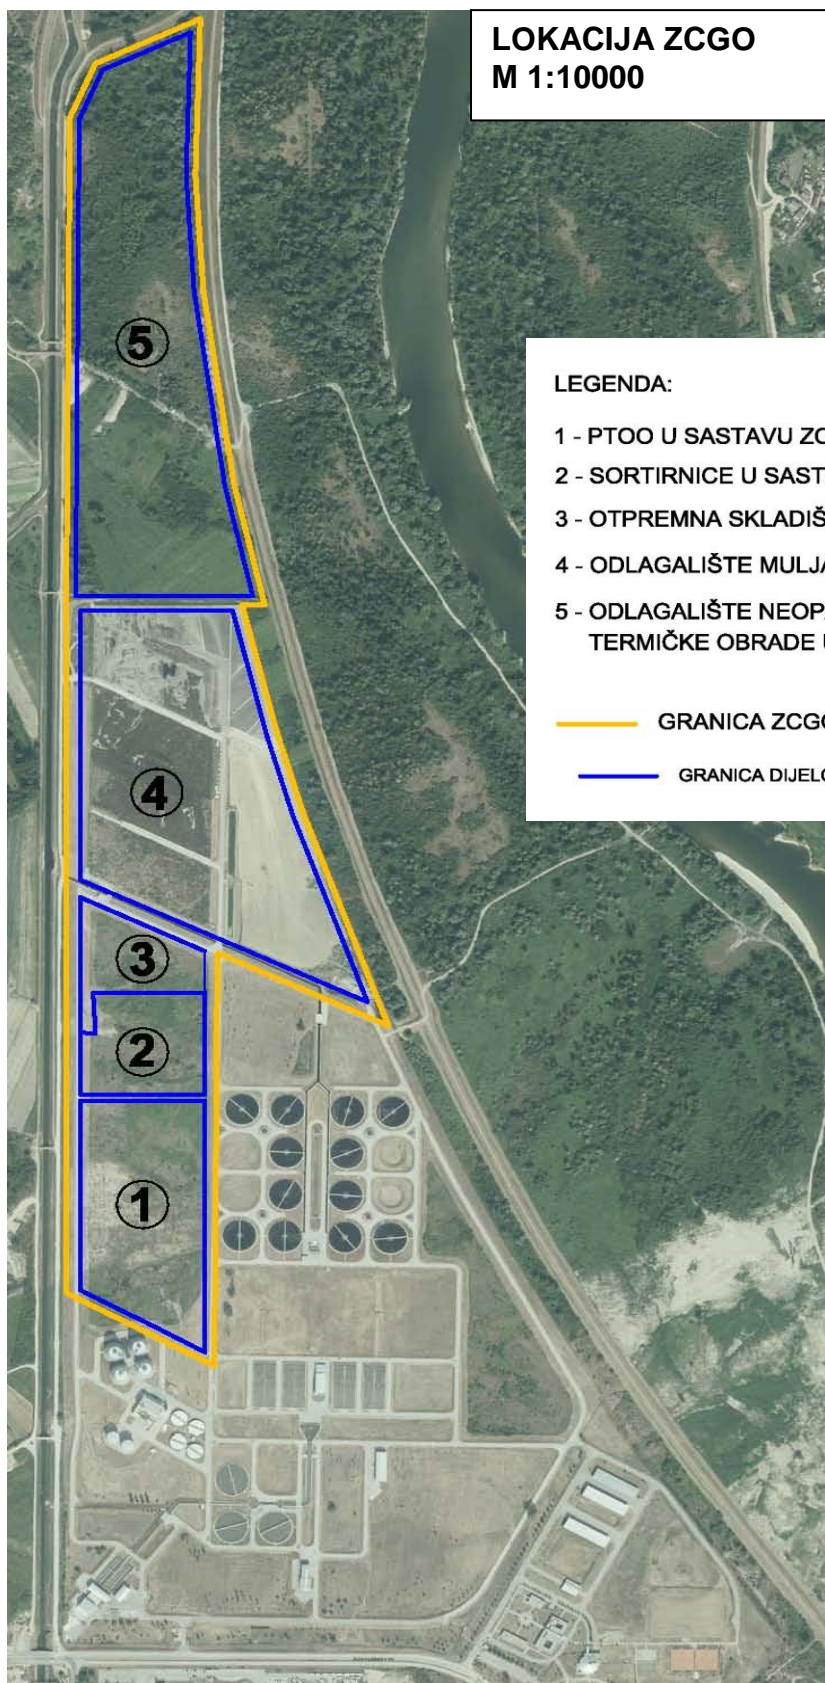 LOKACIJA ZCGO
M 1:10000
5
LEGENDA:
1 - PTOO U SASTAVU ZC
2 - SORTIRNICE U SAST
3 - OTPREMNA SKLADIŠ
4 - ODLAGALIŠTE MULJA
5 - ODLAGALIŠTE NEOP
TERMIČKE OBRADE U
GRANICA ZCGO
GRANICA DIJELO
4
3
2
1